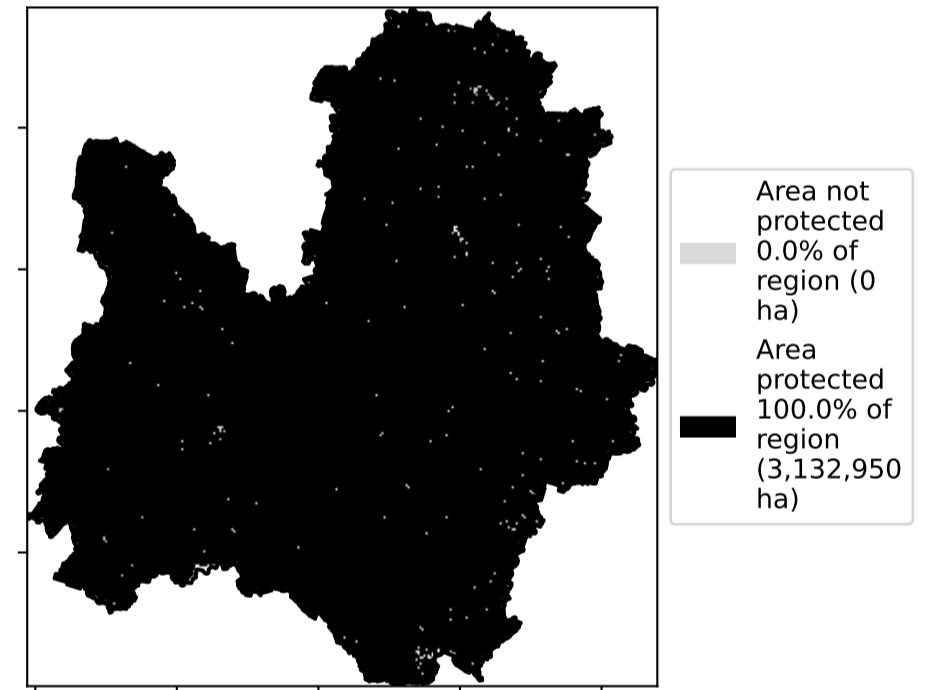 Area not
protected
0.0% of
region (0
ha)
Area
protected
100.0% of
region
(3,132,950
ha)